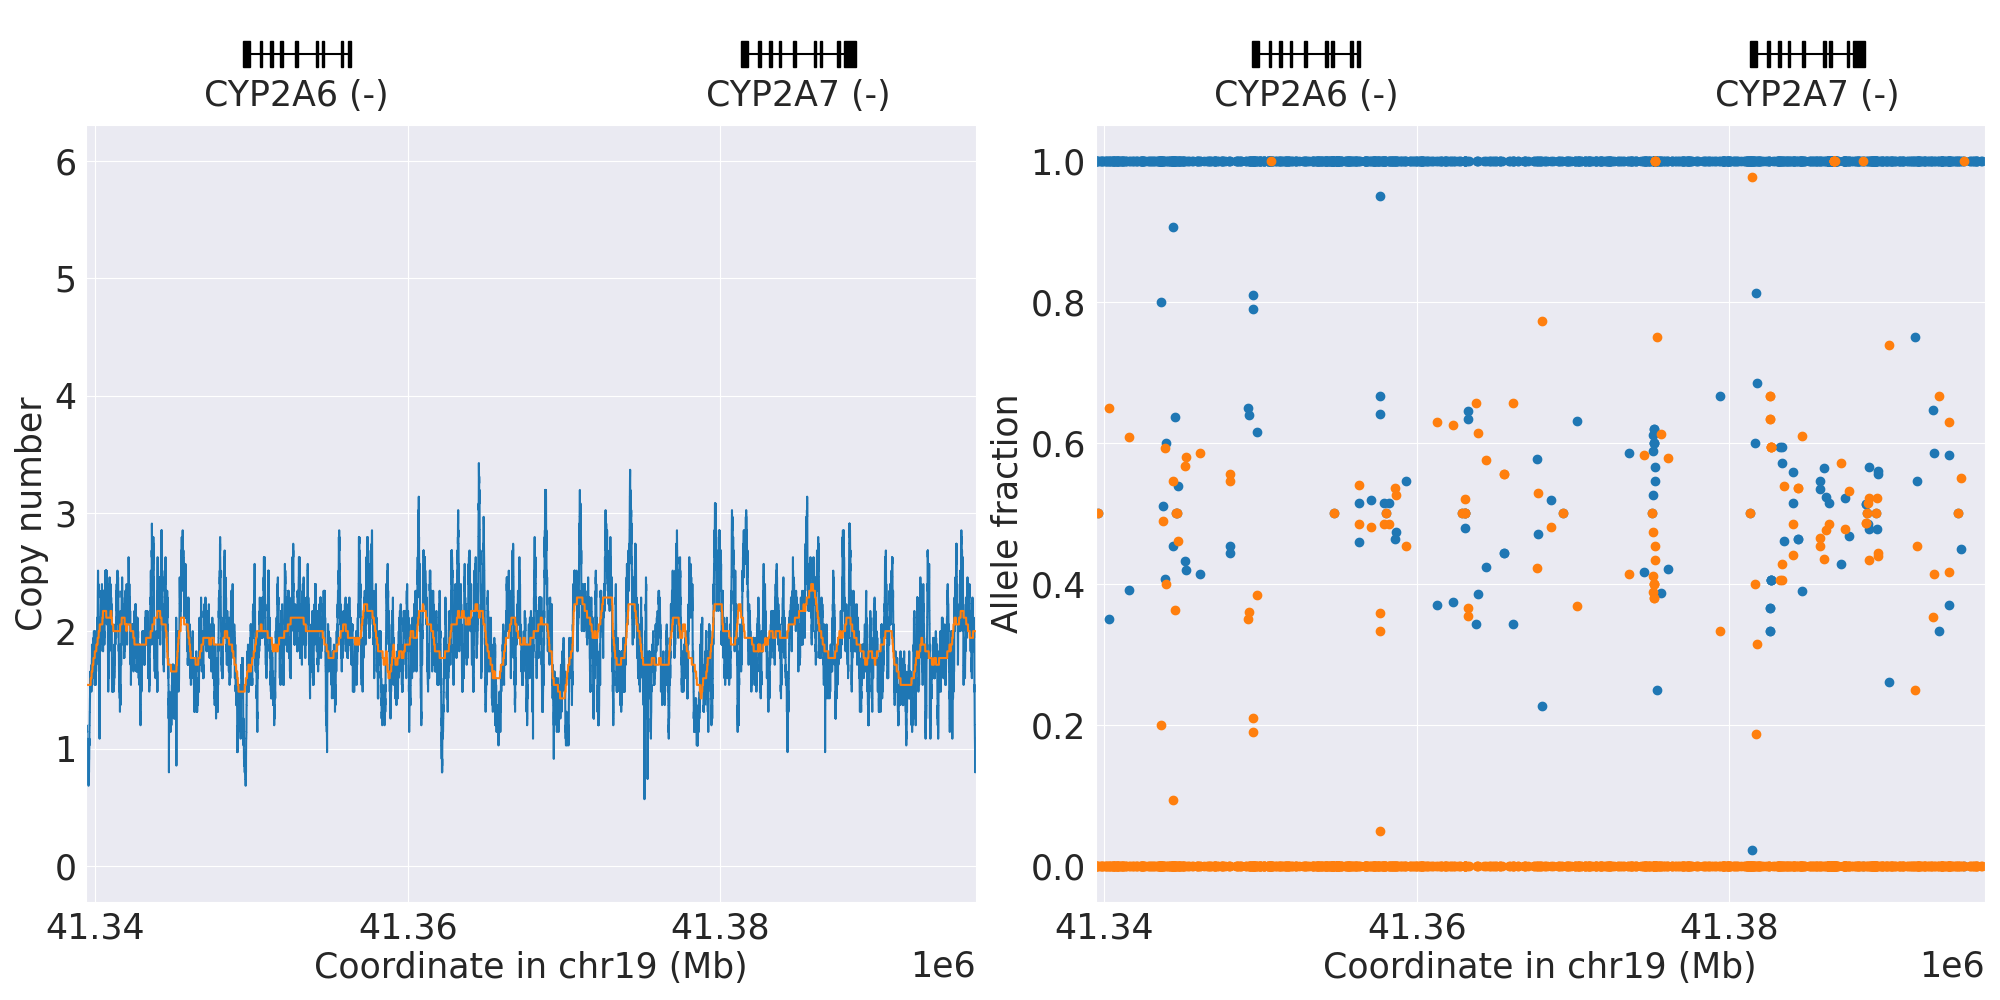 CYP2A6 (-)
CYP2A7 (-)
6
5
4
3
2
1
0
Copy number
41.34
41.36
41.38
1e6
Coordinate in chr19 (Mb)
CYP2A6 (-)
CYP2A7 (-)
1.0
0.8
0.6
0.4
0.2
0.0
Allele fraction
41.34
41.36
41.38
1e6
Coordinate in chr19 (Mb)